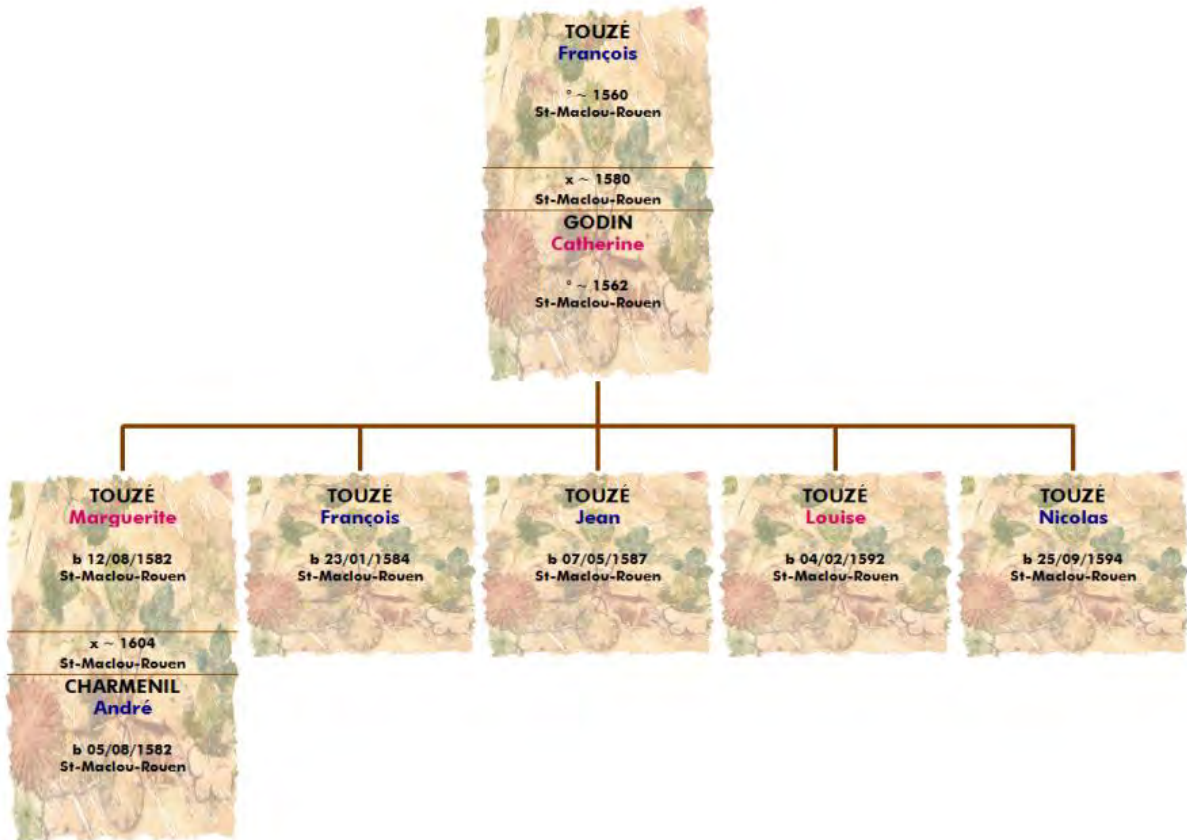 TOUZÉ
François
° ~ 1560
St-Maclou-Rouen
x ~ 1580
St-Maclou-Rouen
GODIN
Catherine
° ~ 1562
St-Maclou-Rouen
TOUZÉ
Marguerite
b 12/08/1582
St-Maclou-Rouen
x ~ 1604
St-Maclou-Rouen
CHARMENIL
André
b 05/08/1582
St-Maclou-Rouen
TOUZÉ
François
b 23/01/1584
St-Maclou-Rouen
TOUZÉ
Jean
b 07/05/1587
St-Maclou-Rouen
TOUZÉ
Louise
b 04/02/1592
St-Maclou-Rouen
TOUZÉ
Nicolas
b 25/09/1594
St-Maclou-Rouen